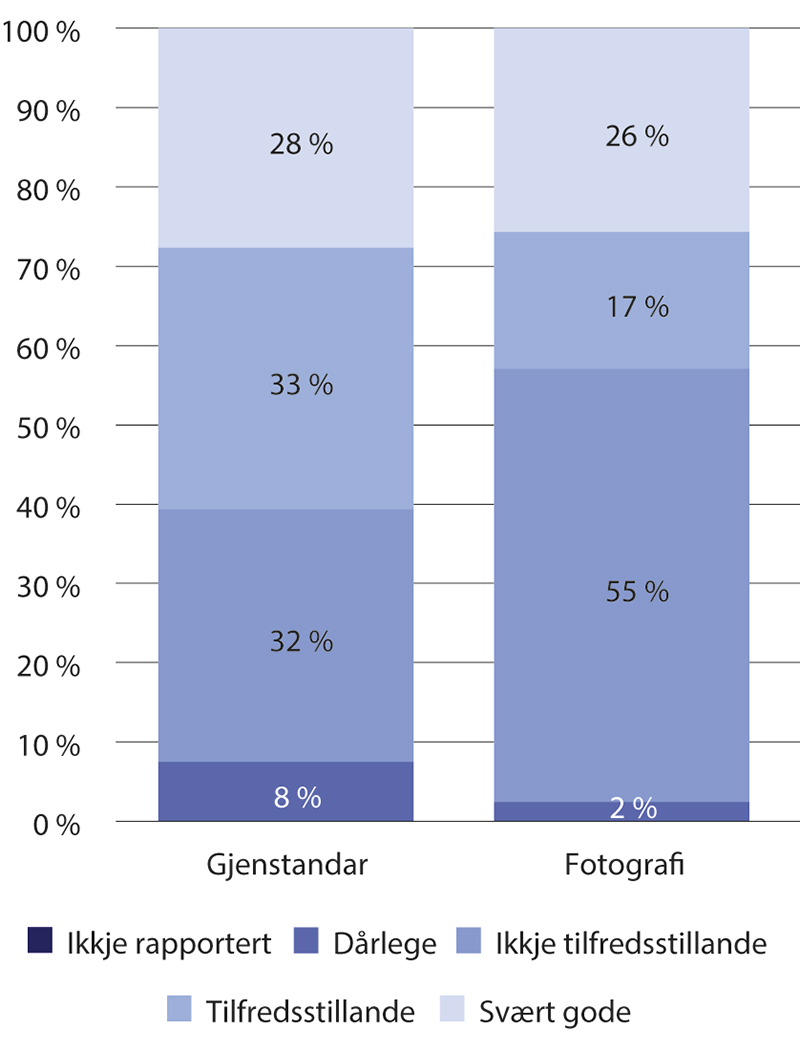 100 %
90 %
80 %
70 %
60 %
50 %
40 %
30 %
20 %
10 %
0 %
28 %
33 %
32 %
8 %
26 %
17 %
55 %
2 %
Gjenstandar
Fotografi
Ikkje rapportert
Dårlege
Ikkje tilfredsstillande
Tilfredsstillande
Svært gode